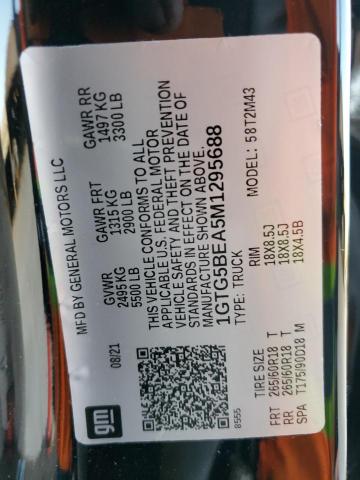 MFD BY GENERAL MOTORS LLC
08/21
gm
GVWR
2495 KG
5500 LB
GAWR FRT
1315 KG
2900 LB
GAWR RR
1497 KG
3300 LB
THIS VEHICLE CONFORMS TO ALL
APPLICABLE U.S. FEDERAL MOTOR
VEHICLE SAFETY AND THEFT PREVENTION
STANDARDS IN EFFECT ON THE DATE OF
MANUFACTURE SHOWN ABOVE.
1GTG5BEA5M1295688
TYPE: TRUCK
MODEL: 58T2M43
8555
TIRE SIZE RIM
FRT 265/60R18 T 18X8.5J
RR 265/60R18 T 18X8.5J
SPA T175/90D18 M 18X4.5B